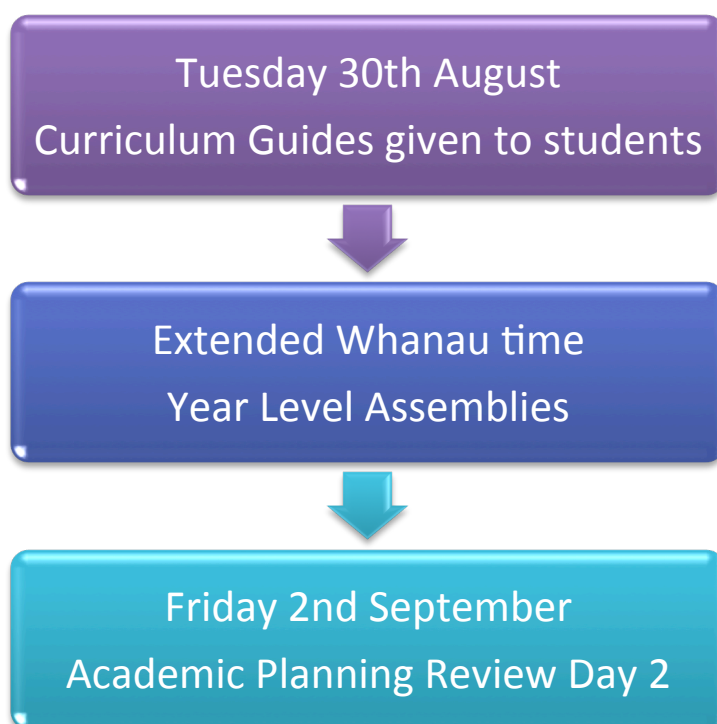 Tuesday 30th August
Curriculum Guides given to students
Extended Whanau time
Year Level Assemblies
Friday 2nd September
Academic Planning Review Day 2